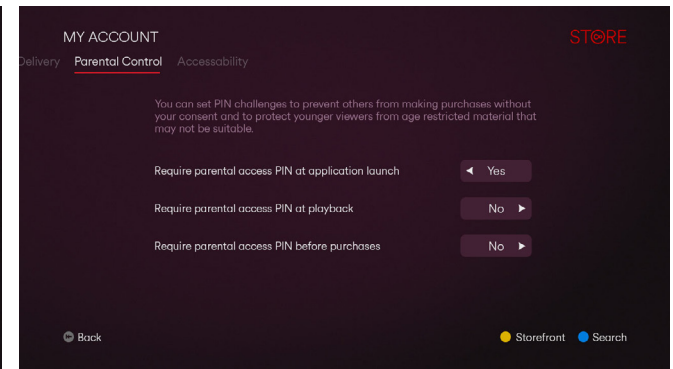 MY ACCOUNT
STORE
Delivery Parental Control Accessability
You can set PIN challenges to prevent others from making purchases without
your consent and to protect younger viewers from age restricted material that
may not be suitable.
Require parental access PIN at application launch Yes
Require parental access PIN at playback No
Require parental access PIN before purchases No
Back Storefront Search